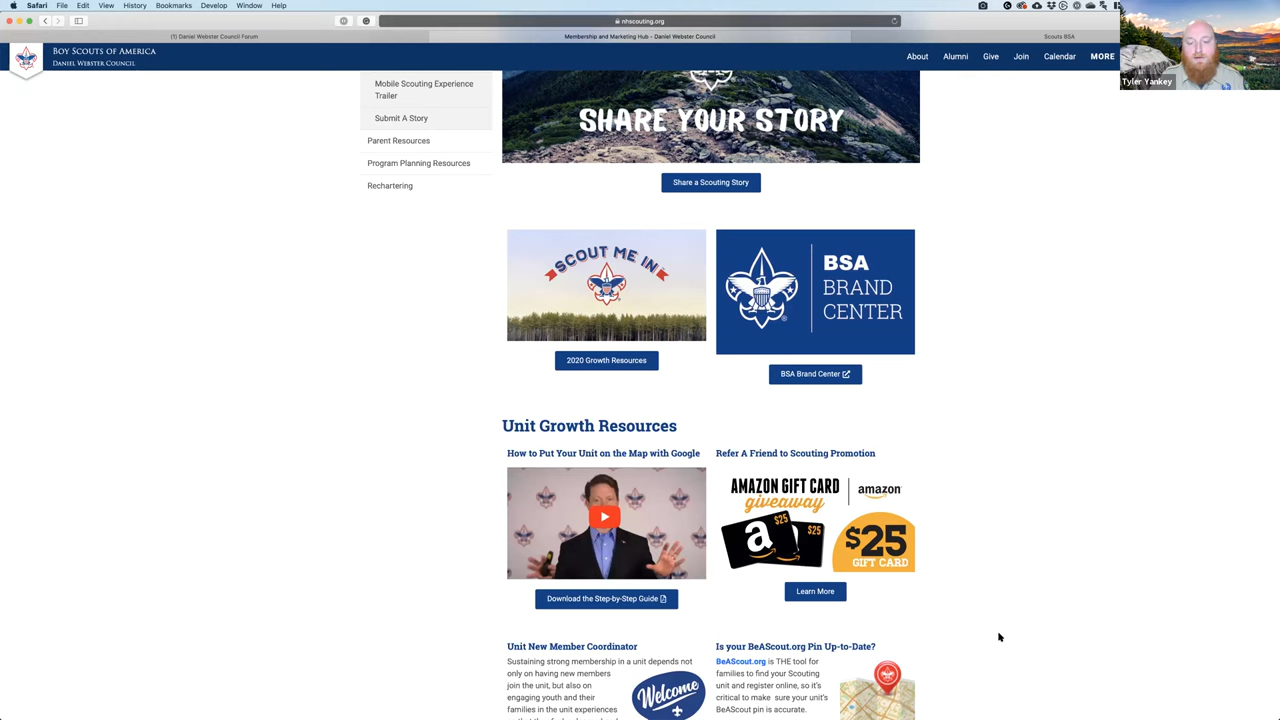 Safari File Edit View History Bookmarks Develop Window Help
nhscouting.org
(1) Daniel Webster Council Forum
Membership and Marketing Hub - Daniel Webster Council
Scouts BSA
BOY SCOUTS OF AMERICA
DANIEL WEBSTER COUNCIL
About Alumni Give Join Calendar MORE
Tyler Yankey
Mobile Scouting Experience
Trailer
Submit A Story
Parent Resources
Program Planning Resources
Rechartering
SHARE YOUR STORY
Share a Scouting Story
SCOUT ME IN
2020 Growth Resources
BSA
BRAND
CENTER
BSA Brand Center
Unit Growth Resources
How to Put Your Unit on the Map with Google
Download the Step-by-Step Guide
Refer A Friend to Scouting Promotion
AMAZON GIFT CARD
giveaway
amazon
$25
$25
$25
GIFT CARD
Learn More
Unit New Member Coordinator
Sustaining strong membership in a unit depends not
only on having new members
join the unit, but also on
engaging youth and their
families in the unit experiences
Welcome
Is your BeAScout.org Pin Up-to-Date?
BeAScout.org is THE tool for
families to find your Scouting
unit and register online, so it's
critical to make sure your unit's
BeAScout pin is accurate.